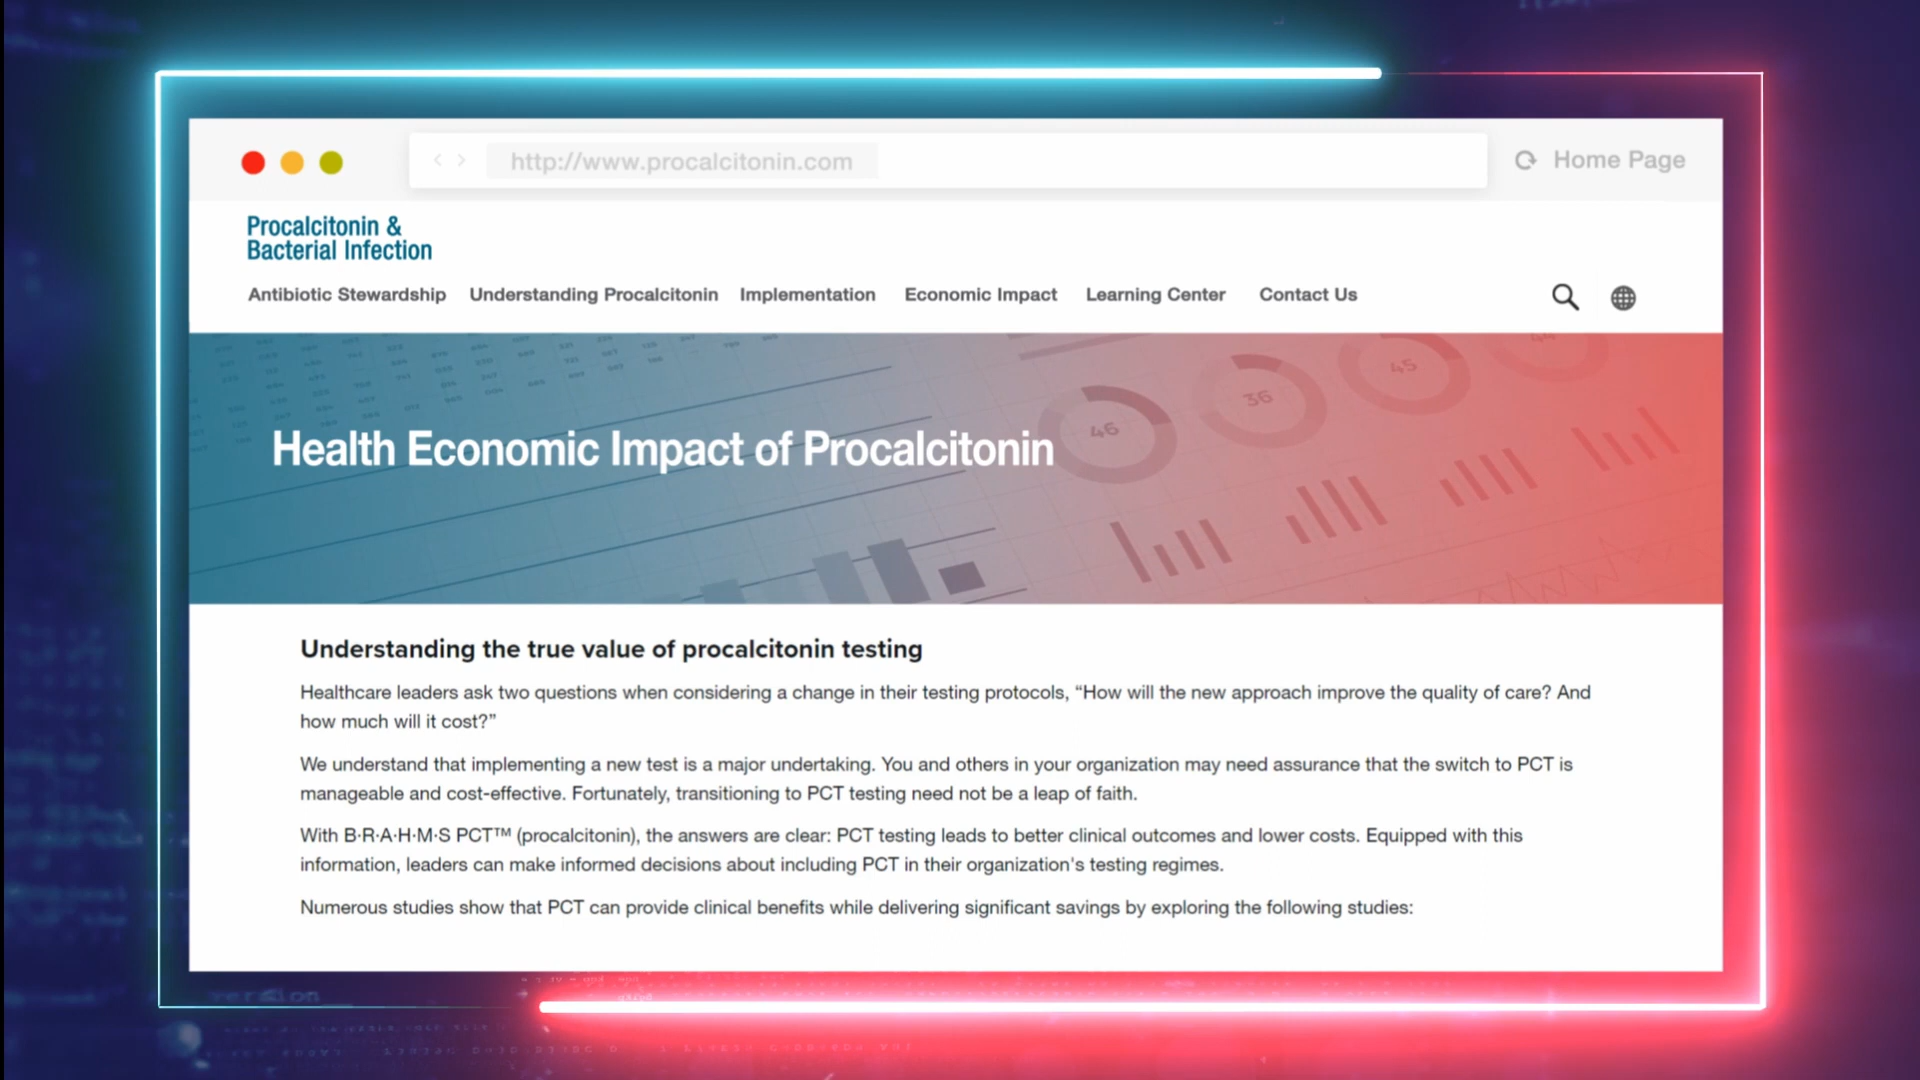 http://www.procalcitonin.com
Home Page
Procalcitonin &
Bacterial Infection
Antibiotic Stewardship
Understanding Procalcitonin
Implementation
Economic Impact
Learning Center
Contact Us
46
36
45
44
Health Economic Impact of Procalcitonin
Understanding the true value of procalcitonin testing
Healthcare leaders ask two questions when considering a change in their testing protocols, “How will the new approach improve the quality of care? And
how much will it cost?”
We understand that implementing a new test is a major undertaking. You and others in your organization may need assurance that the switch to PCT is
manageable and cost-effective. Fortunately, transitioning to PCT testing need not be a leap of faith.
With B·R·A·H·M·S PCT™ (procalcitonin), the answers are clear: PCT testing leads to better clinical outcomes and lower costs. Equipped with this
information, leaders can make informed decisions about including PCT in their organization's testing regimes.
Numerous studies show that PCT can provide clinical benefits while delivering significant savings by exploring the following studies:
version